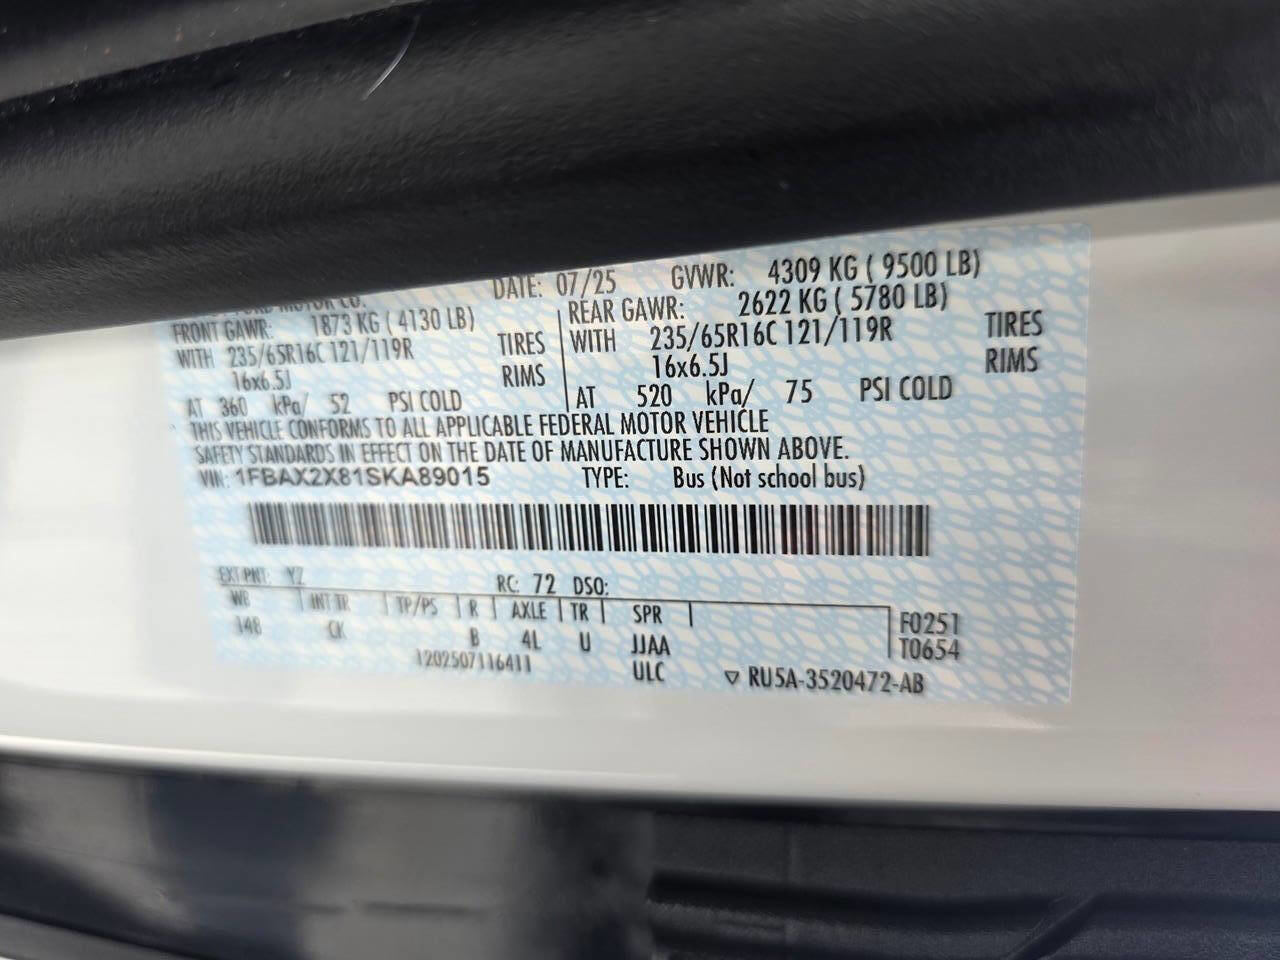 FORD MOTOR CO. DATE: 07/25 GVWR: 4309 KG ( 9500 LB)
FRONT GAWR: 1873 KG ( 4130 LB) REAR GAWR: 2622 KG ( 5780 LB)
WITH 235/65R16C 121/119R TIRES WITH 235/65R16C 121/119R TIRES
16x6.5J RIMS 16x6.5J RIMS
AT 360 kPa/ 52 PSI COLD AT 520 kPa/ 75 PSI COLD
THIS VEHICLE CONFORMS TO ALL APPLICABLE FEDERAL MOTOR VEHICLE
SAFETY STANDARDS IN EFFECT ON THE DATE OF MANUFACTURE SHOWN ABOVE.
VIN: 1FBAX2X81SKA89015 TYPE: Bus (Not school bus)
EXT PNT: YZ RC: 72 DSO:
WB INT TR TP/PS R AXLE TR SPR F0251
148 CK B 4L U JJAA T0654
1202507116411 ULC ▽ RU5A-3520472-AB